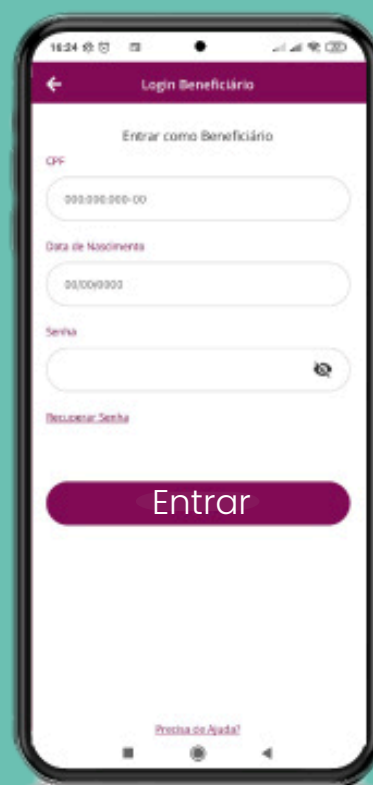 16:24
Login Beneficiário
Entrar como Beneficiário
CPF
000.000.000-00
Data de Nascimento
00/00/0000
Senha
Recuperar Senha
Entrar
Precisa de Ajuda?